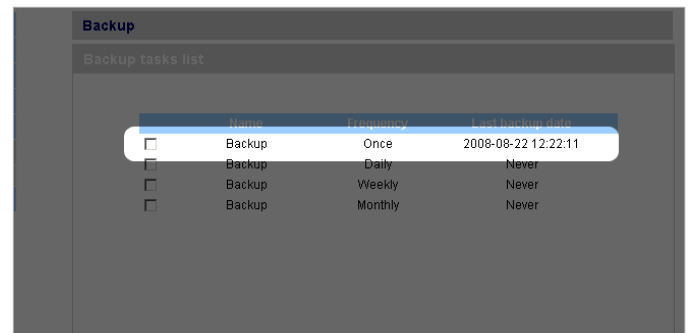 Backup
Backup tasks list
Name Frequency Last backup date
Backup Once 2008-08-22 12:22:11
Backup Daily Never
Backup Weekly Never
Backup Monthly Never